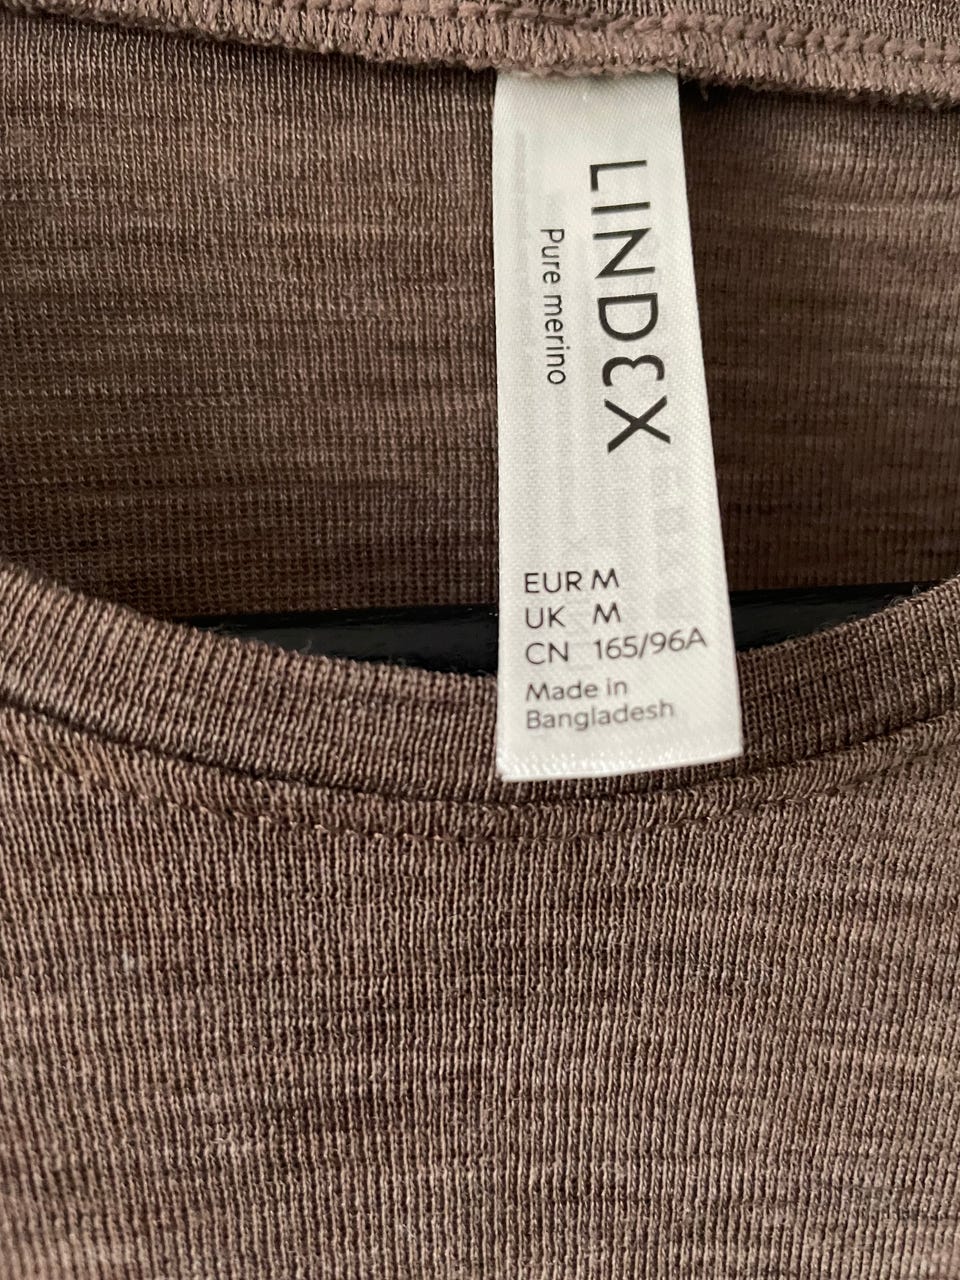 LINDEX
Pure merino
EUR M
UK M
CN 165/96A
Made in
Bangladesh